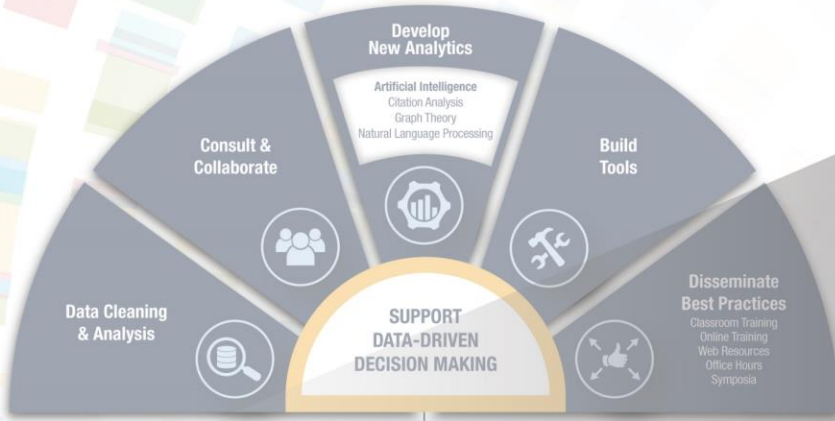 Develop
New Analytics
Artificial Intelligence
Citation Analysis
Graph Theory
Natural Language Processing
Consult &
Collaborate
Build
Tools
Data Cleaning
& Analysis
Disseminate
Best Practices
Classroom Training
Online Training
Web Resources
Office Hours
Symposia
SUPPORT
DATA-DRIVEN
DECISION MAKING